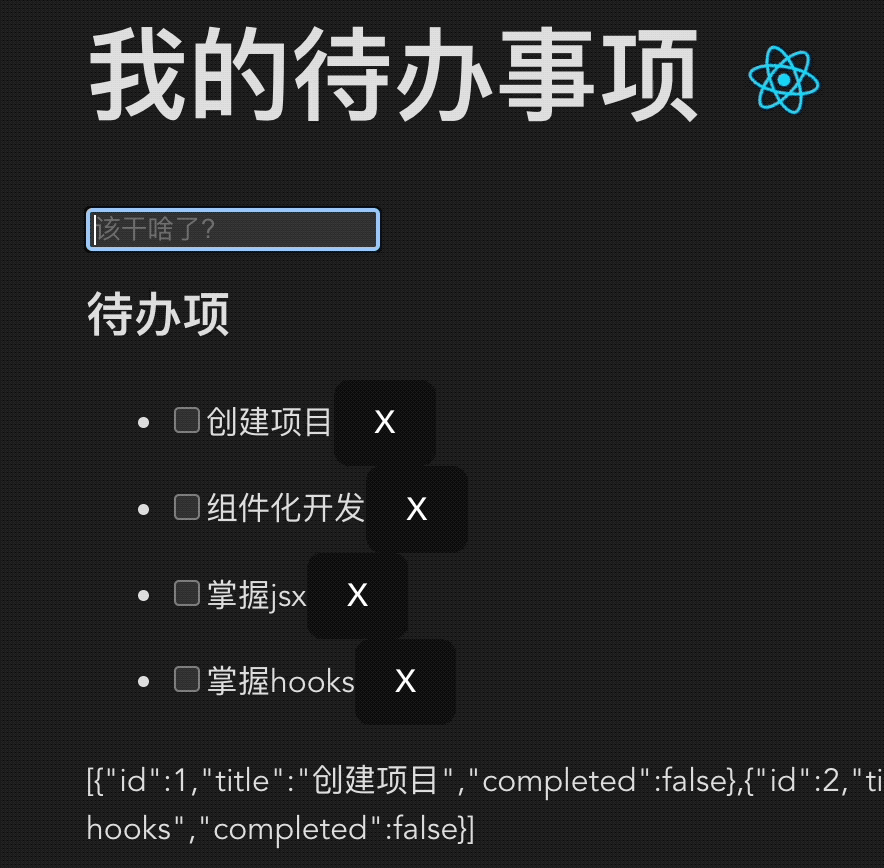 我的待办事项
该干啥了?
待办项
创建项目 X
组件化开发 X
掌握jsx X
掌握hooks X
[{"id":1,"title":"创建项目","completed":false},{"id":2,"ti
hooks","completed":false}]